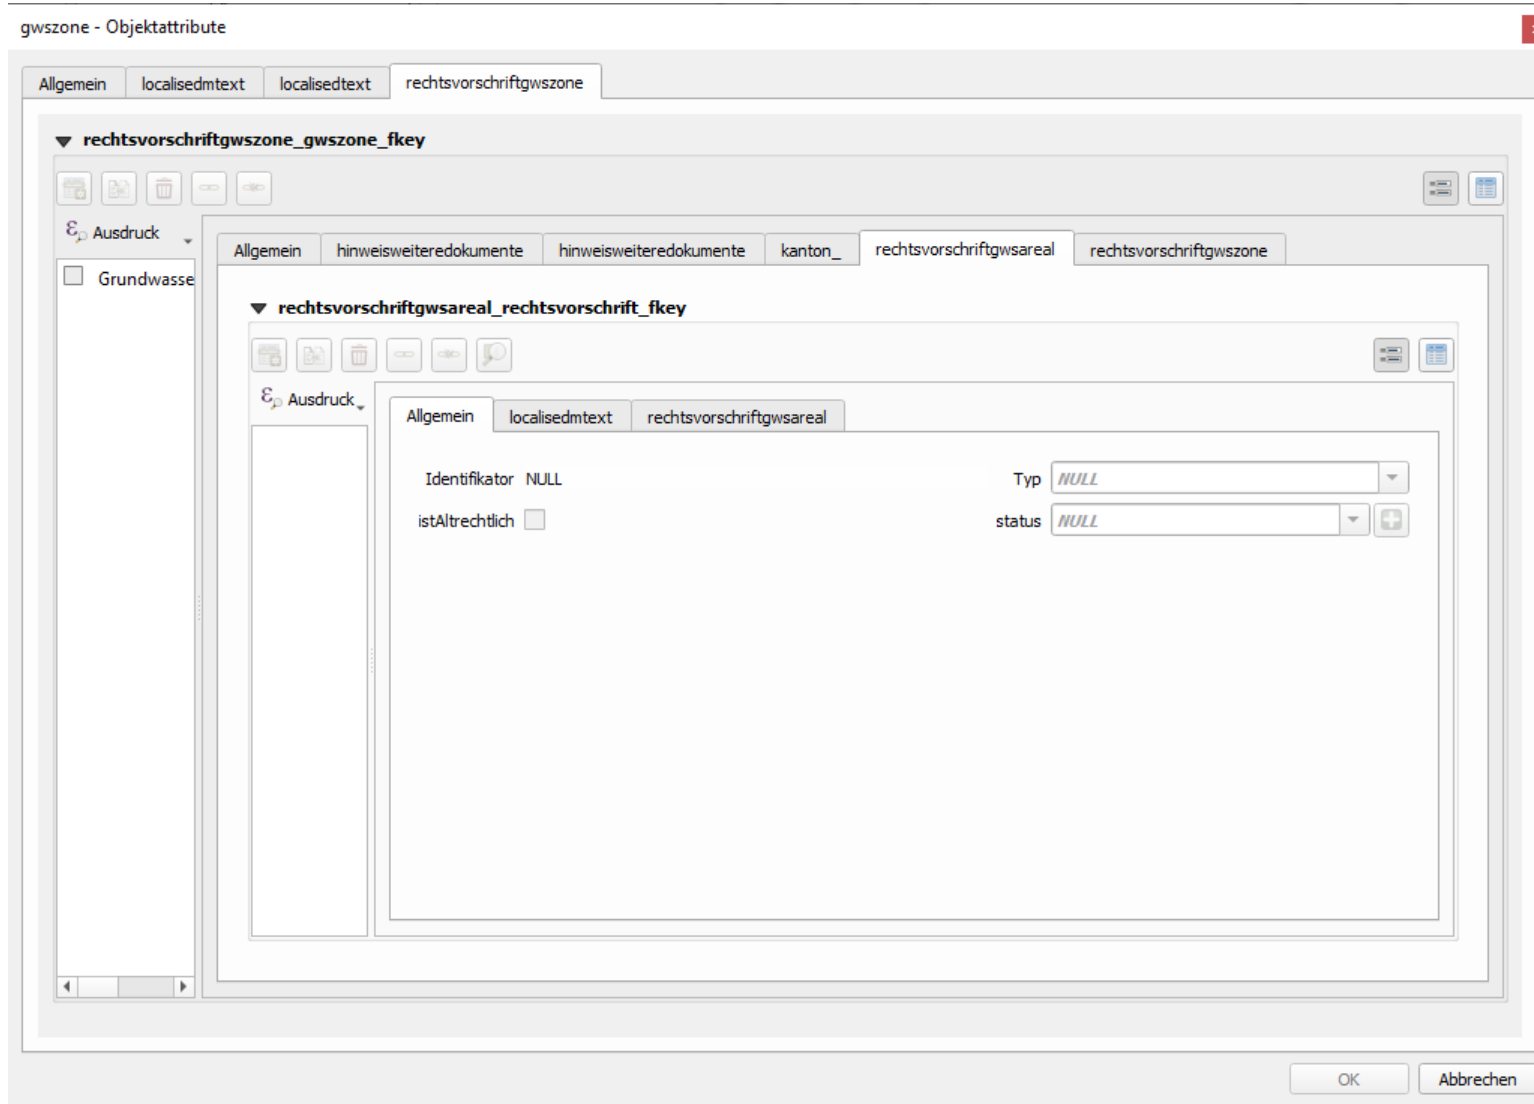 gwszone - Objektattribute
Allgemein localisedmtext localisedtext rechtsvorschriftgwszone
rechtsvorschriftgwszone_gwszone_fkey
Ausdruck
Grundwasse
Allgemein hinweisweiteredokumente hinweisweiteredokumente kanton_ rechtsvorschriftgwsareal rechtsvorschriftgwszone
rechtsvorschriftgwsareal_rechtsvorschrift_fkey
Ausdruck
Allgemein localisedmtext rechtsvorschriftgwsareal
Identifikator NULL Typ NULL
istAltrechtlich status NULL
OK Abbrechen